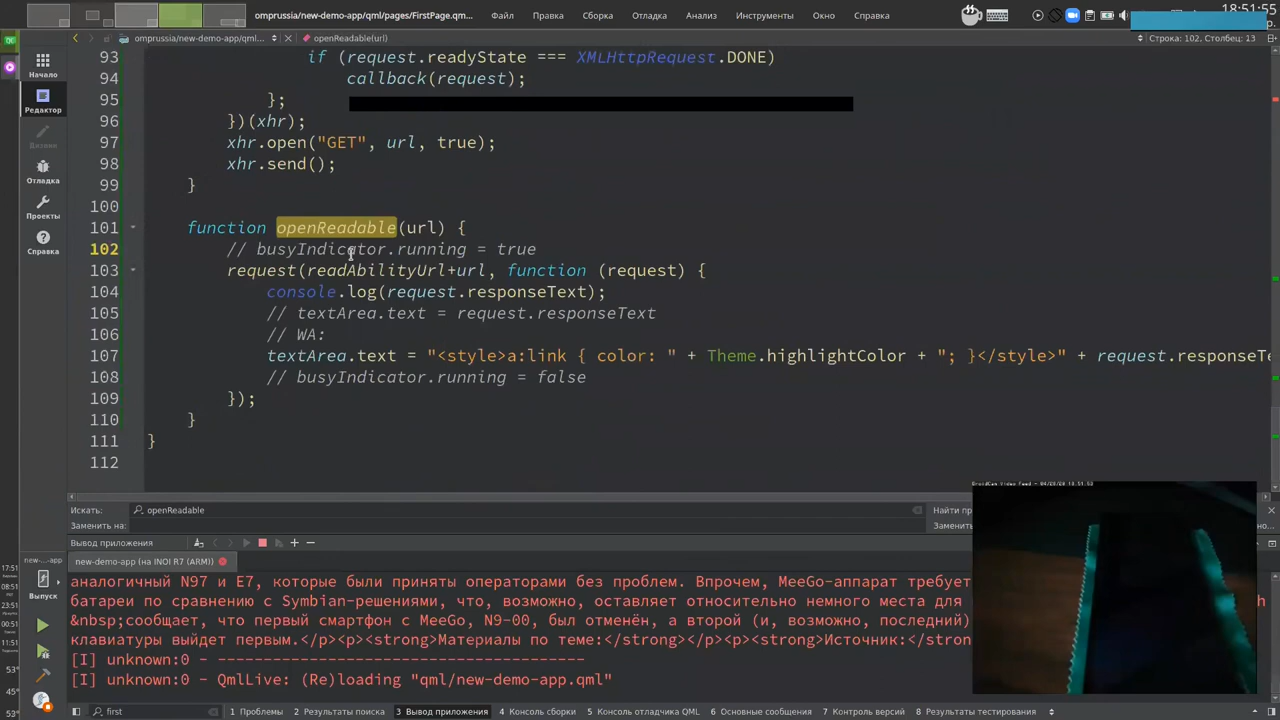 omprussia/new-demo-app/qml/pages/FirstPage.qm...
Файл
Правка
Сборка
Отладка
Анализ
Инструменты
Окно
Справка
18:51:55
omprussia/new-demo-app/qml...
openReadable(url)
Строка: 102, Столбец: 13
Начало
Редактор
Дизайн
Отладка
Проекты
Справка
93 if (request.readyState === XMLHttpRequest.DONE)
94 callback(request);
95 };
96 })(xhr);
97 xhr.open("GET", url, true);
98 xhr.send();
99 }
100
101 function openReadable(url) {
102 // busyIndicator.running = true
103 request(readAbilityUrl+url, function (request) {
104 console.log(request.responseText);
105 // textArea.text = request.responseText
106 // WA:
107 textArea.text = "<style>a:link { color: " + Theme.highlightColor + "; }</style>" + request.responseTe
108 // busyIndicator.running = false
109 });
110 }
111 }
112
Искать: openReadable
Найти пр
Заменить на:
Заменить
Вывод приложения
new-demo-app (на INOI R7 (ARM))
new-...-app
Выпуск
аналогичный N97 и E7, которые были приняты операторами без проблем. Впрочем, MeeGo-аппарат требует
батареи по сравнению с Symbian-решениями, что, возможно, оставляет относительно немного места для
&nbsp;сообщает, что первый смартфон с MeeGo, N9-00, был отменён, а второй (и, возможно, последний)
клавиатуры выйдет первым.</p><p><strong>Материалы по теме:</strong></p><p><strong>Источник:</stron
[I] unknown:0 - ----------------------------------------
[I] unknown:0 - QmlLive: (Re)loading "qml/new-demo-app.qml"
first
1 Проблемы
2 Результаты поиска
3 Вывод приложения
4 Консоль сборки
5 Консоль отладчика QML
6 Основные сообщения
7 Контроль версий
8 Результаты тестирования